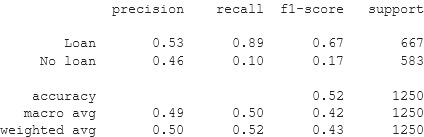 precision recall f1-score support
Loan 0.53 0.89 0.67 667
No loan 0.46 0.10 0.17 583
accuracy 0.52 1250
macro avg 0.49 0.50 0.42 1250
weighted avg 0.50 0.52 0.43 1250